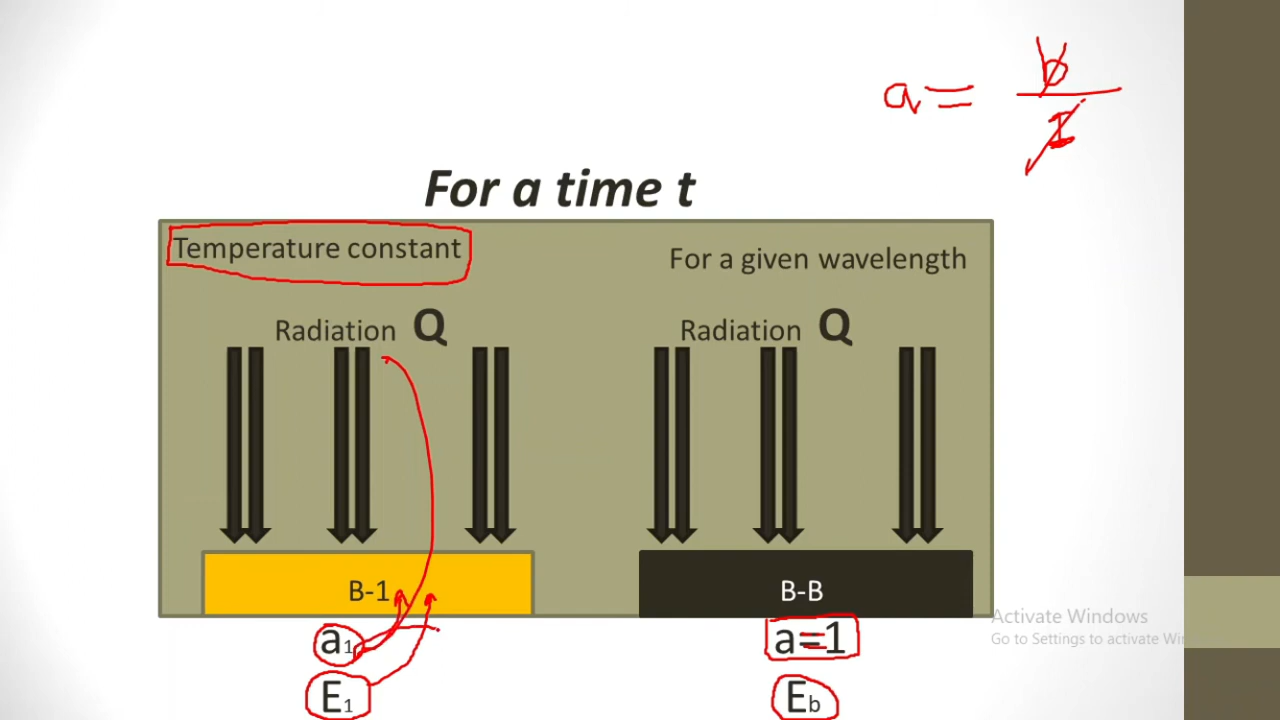 a = b
I
For a time t
Temperature constant
For a given wavelength
Radiation Q
Radiation Q
B-1
B-B
a1
a=1
E1
Eb
Activate Windows
Go to Settings to activate Wi